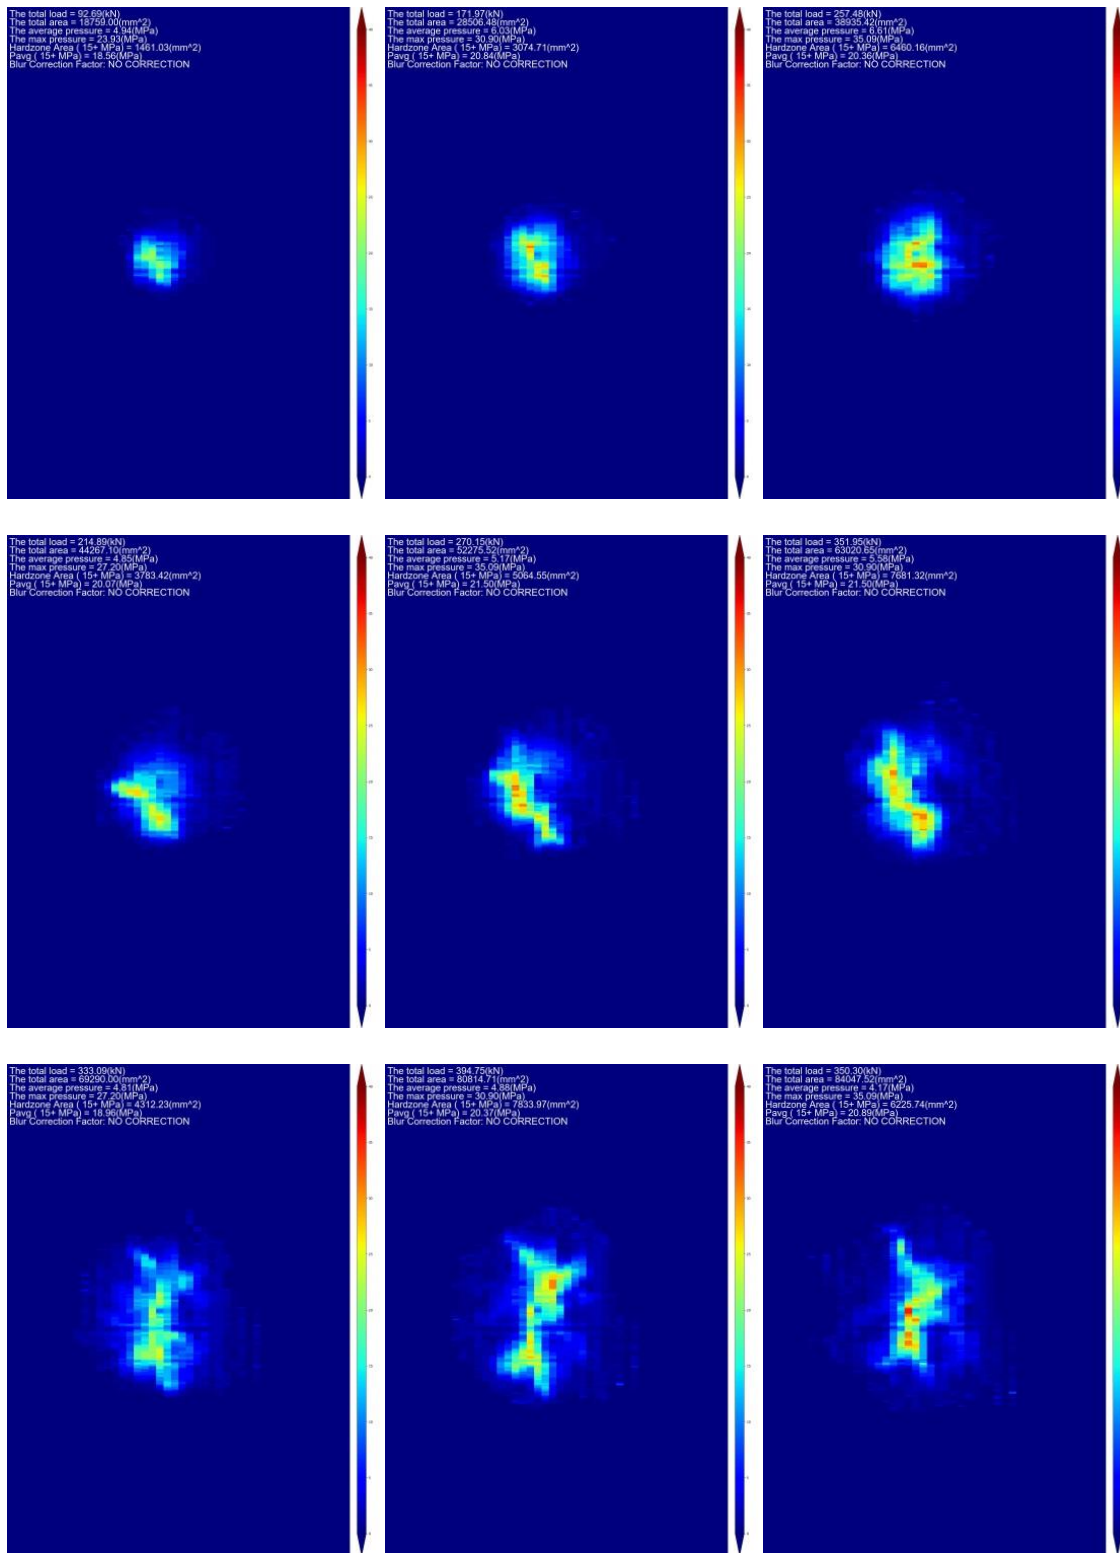 The total load = 92.69(kN)
The total area = 18759.00(mm^2)
The average pressure = 4.94(MPa)
The max pressure = 23.93(MPa)
Hardzone Area ( 15+ MPa) = 1461.03(mm^2)
Pavg ( 15+ MPa) = 18.56(MPa)
Blur Correction Factor: NO CORRECTION
The total load = 171.97(kN)
The total area = 28506.48(mm^2)
The average pressure = 6.03(MPa)
The max pressure = 30.90(MPa)
Hardzone Area ( 15+ MPa) = 3074.71(mm^2)
Pavg ( 15+ MPa) = 20.84(MPa)
Blur Correction Factor: NO CORRECTION
The total load = 257.48(kN)
The total area = 38935.42(mm^2)
The average pressure = 6.61(MPa)
The max pressure = 35.09(MPa)
Hardzone Area ( 15+ MPa) = 6460.16(mm^2)
Pavg ( 15+ MPa) = 20.36(MPa)
Blur Correction Factor: NO CORRECTION
The total load = 214.89(kN)
The total area = 44267.10(mm^2)
The average pressure = 4.85(MPa)
The max pressure = 27.20(MPa)
Hardzone Area ( 15+ MPa) = 3783.42(mm^2)
Pavg ( 15+ MPa) = 20.07(MPa)
Blur Correction Factor: NO CORRECTION
The total load = 270.15(kN)
The total area = 52275.52(mm^2)
The average pressure = 5.17(MPa)
The max pressure = 35.09(MPa)
Hardzone Area ( 15+ MPa) = 5064.55(mm^2)
Pavg ( 15+ MPa) = 21.50(MPa)
Blur Correction Factor: NO CORRECTION
The total load = 351.95(kN)
The total area = 63020.65(mm^2)
The average pressure = 5.58(MPa)
The max pressure = 30.90(MPa)
Hardzone Area ( 15+ MPa) = 7681.32(mm^2)
Pavg ( 15+ MPa) = 21.50(MPa)
Blur Correction Factor: NO CORRECTION
The total load = 333.09(kN)
The total area = 69290.00(mm^2)
The average pressure = 4.81(MPa)
The max pressure = 27.20(MPa)
Hardzone Area ( 15+ MPa) = 4312.23(mm^2)
Pavg ( 15+ MPa) = 18.96(MPa)
Blur Correction Factor: NO CORRECTION
The total load = 394.75(kN)
The total area = 80814.71(mm^2)
The average pressure = 4.88(MPa)
The max pressure = 30.90(MPa)
Hardzone Area ( 15+ MPa) = 7833.97(mm^2)
Pavg ( 15+ MPa) = 20.37(MPa)
Blur Correction Factor: NO CORRECTION
The total load = 350.30(kN)
The total area = 84047.52(mm^2)
The average pressure = 4.17(MPa)
The max pressure = 35.09(MPa)
Hardzone Area ( 15+ MPa) = 6225.74(mm^2)
Pavg ( 15+ MPa) = 20.89(MPa)
Blur Correction Factor: NO CORRECTION